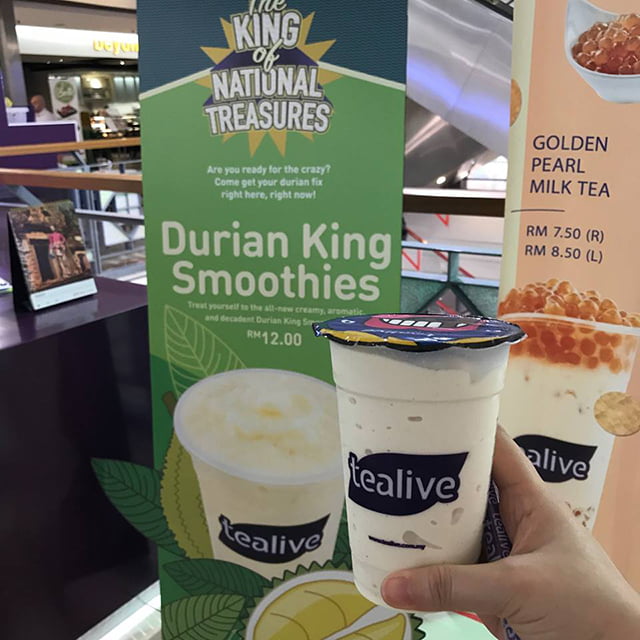 The
KING
of
NATIONAL
TREASURES
Are you ready for the crazy?
Come get your durian fix
right here, right now!
Durian King
Smoothies
Treat yourself to the all-new creamy, aromatic,
and decadent Durian King
RM12.00
tealive
tealive
GOLDEN
PEARL
MILK TEA
RM 7.50 (R)
RM 8.50 (L)
alive